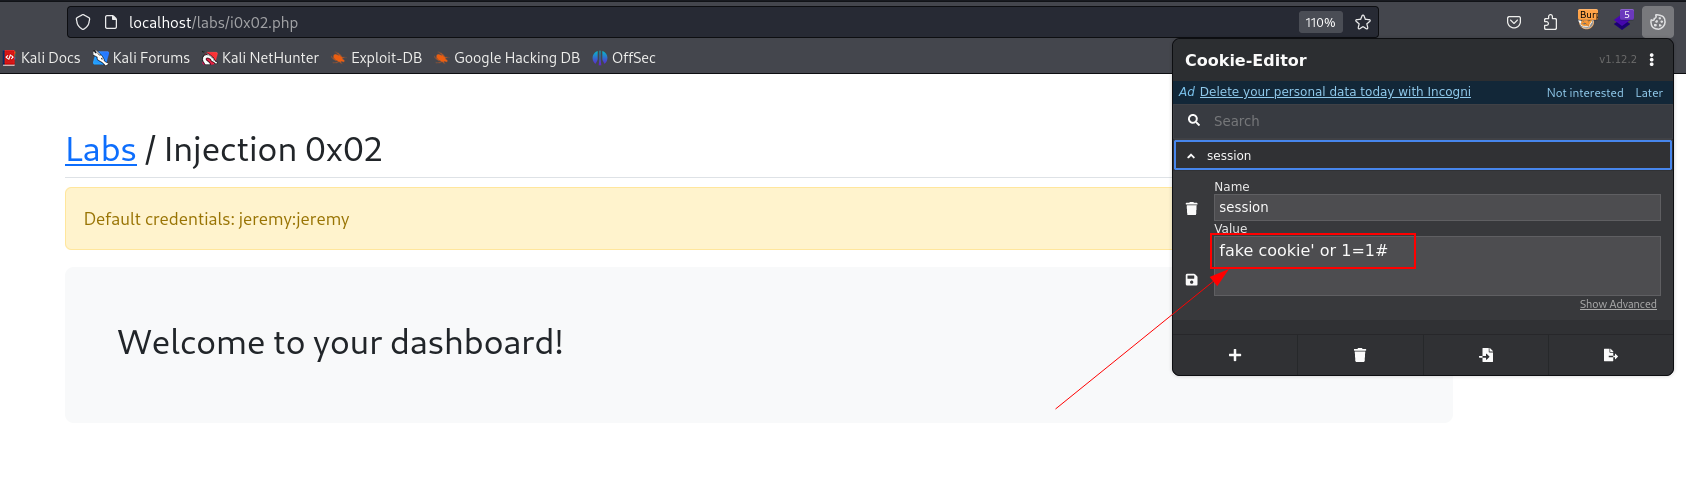 localhost/labs/i0x02.php
110%
Burp
5
Kali Docs
Kali Forums
Kali NetHunter
Exploit-DB
Google Hacking DB
OffSec
Cookie-Editor
v1.12.2
Ad Delete your personal data today with Incogni
Not interested
Later
Search
session
Name
session
Value
fake cookie' or 1=1#
Show Advanced
Labs / Injection 0x02
Default credentials: jeremy:jeremy
Welcome to your dashboard!